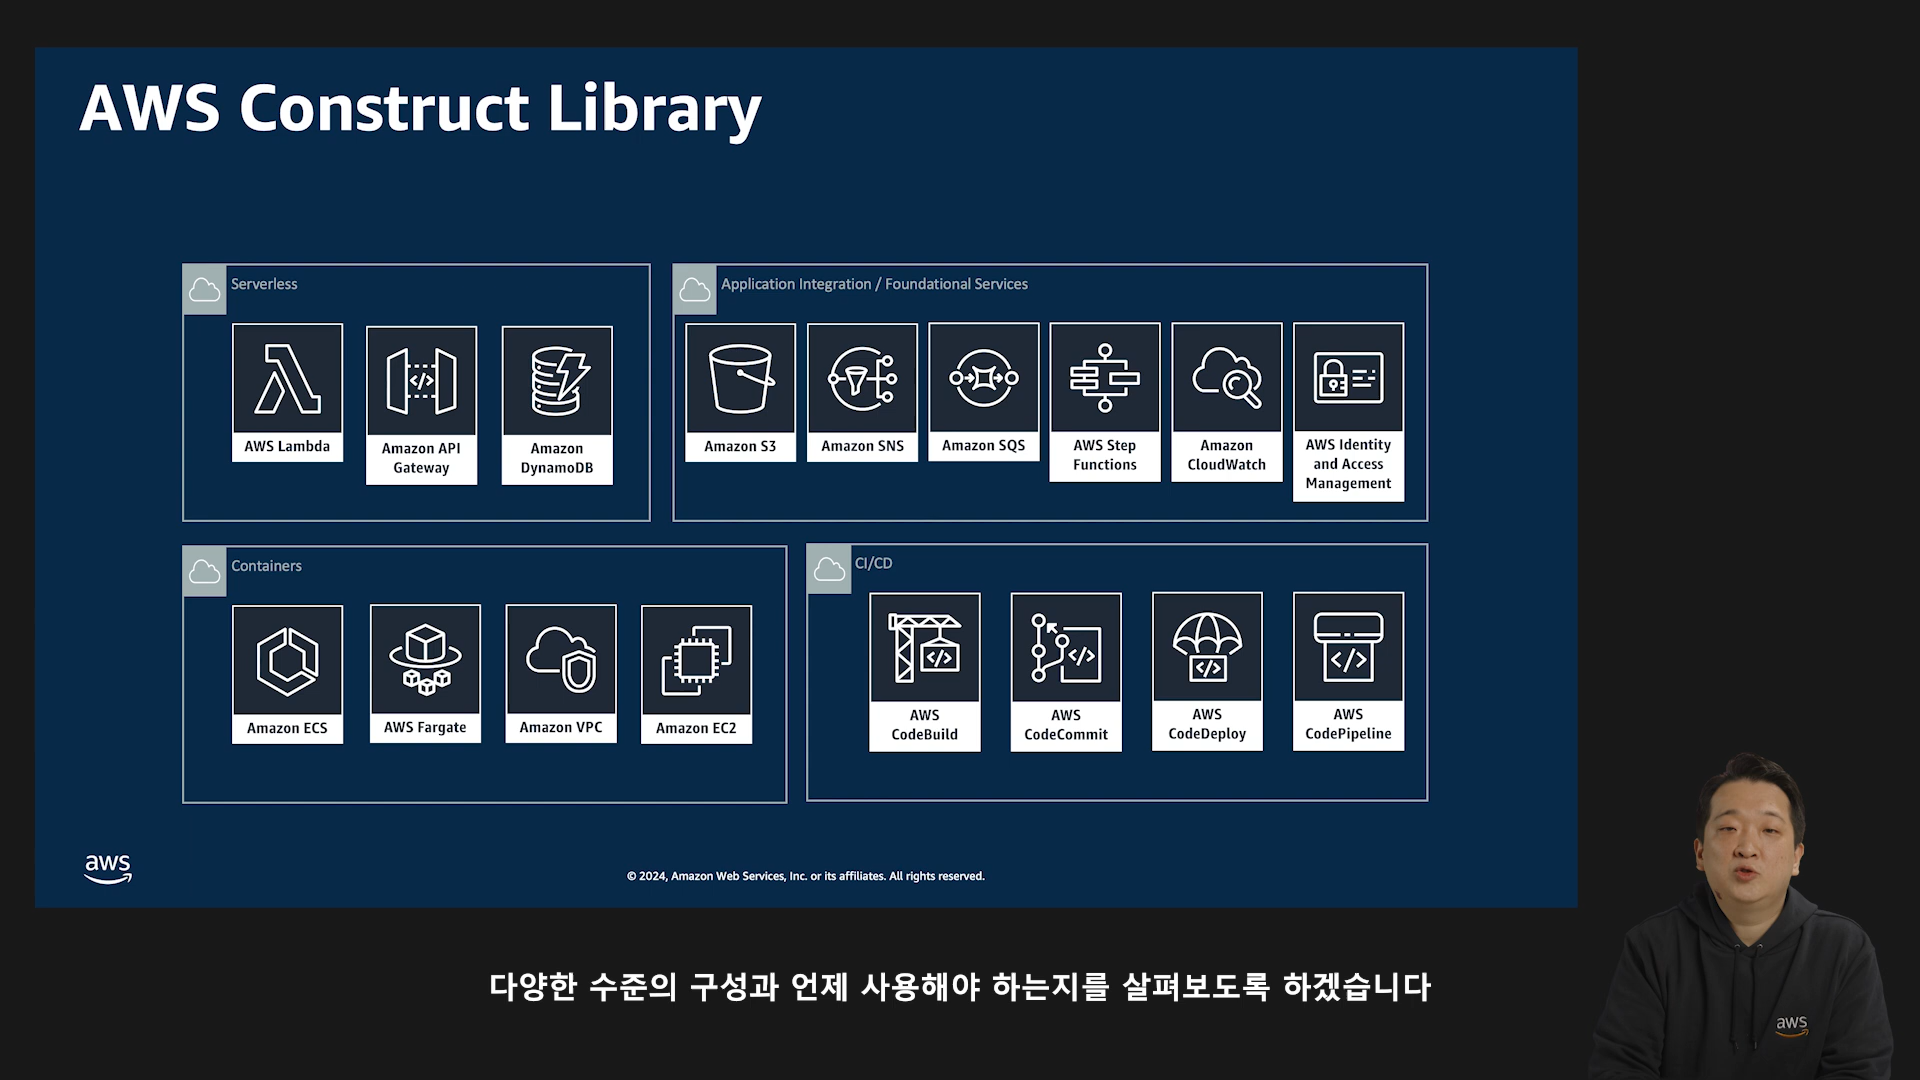 AWS Construct Library
Serverless
AWS Lambda
Amazon API
Gateway
Amazon
DynamoDB
Application Integration / Foundational Services
Amazon S3
Amazon SNS
Amazon SQS
AWS Step
Functions
Amazon
CloudWatch
AWS Identity
and Access
Management
Containers
Amazon ECS
AWS Fargate
Amazon VPC
Amazon EC2
CI/CD
AWS
CodeBuild
AWS
CodeCommit
AWS
CodeDeploy
AWS
CodePipeline
aws
© 2024, Amazon Web Services, Inc. or its affiliates. All rights reserved.
다양한 수준의 구성과 언제 사용해야 하는지를 살펴보도록 하겠습니다
aws